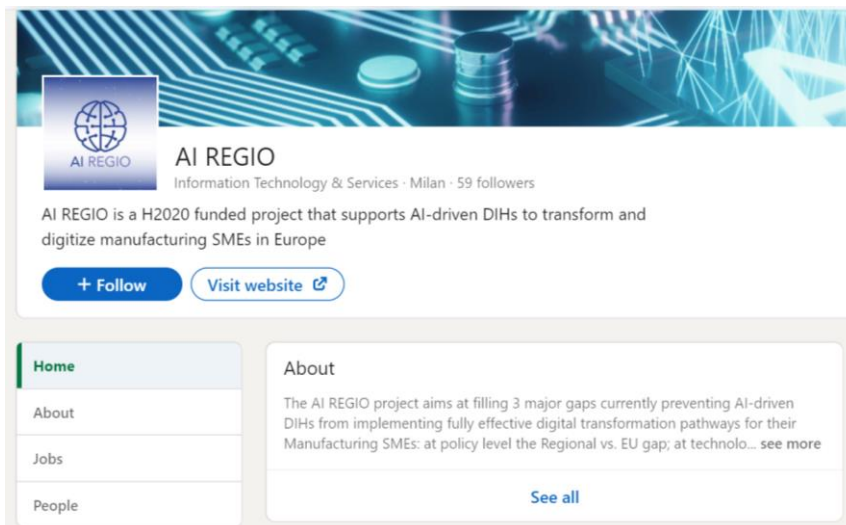 AI REGIO
AI REGIO
Information Technology & Services · Milan · 59 followers
AI REGIO is a H2020 funded project that supports AI-driven DIHs to transform and
digitize manufacturing SMEs in Europe
+ Follow
Visit website
Home
About
Jobs
People
About
The AI REGIO project aims at filling 3 major gaps currently preventing AI-driven
DIHs from implementing fully effective digital transformation pathways for their
Manufacturing SMEs: at policy level the Regional vs. EU gap; at technolo... see more
See all